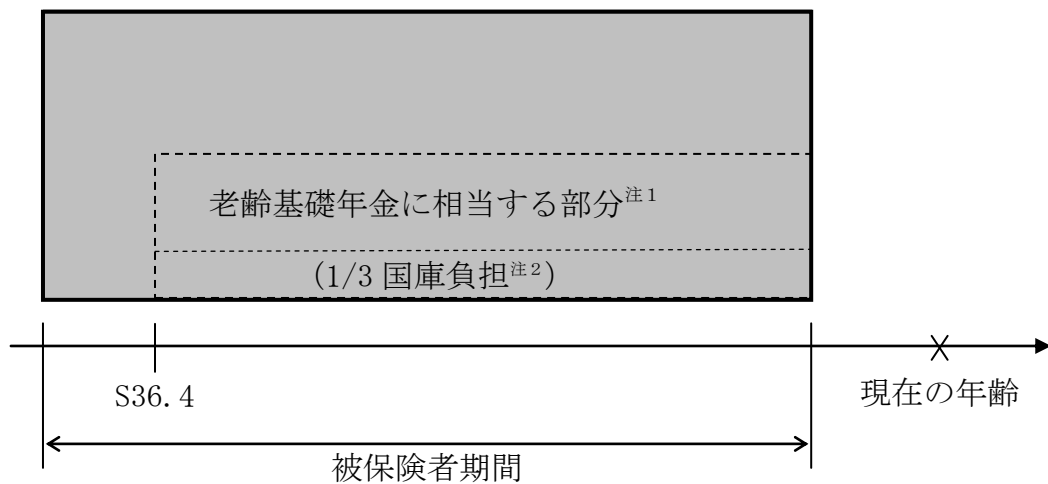 老齢基礎年金に相当する部分注1
(1/3 国庫負担注2)
S36.4
現在の年齢
被保険者期間